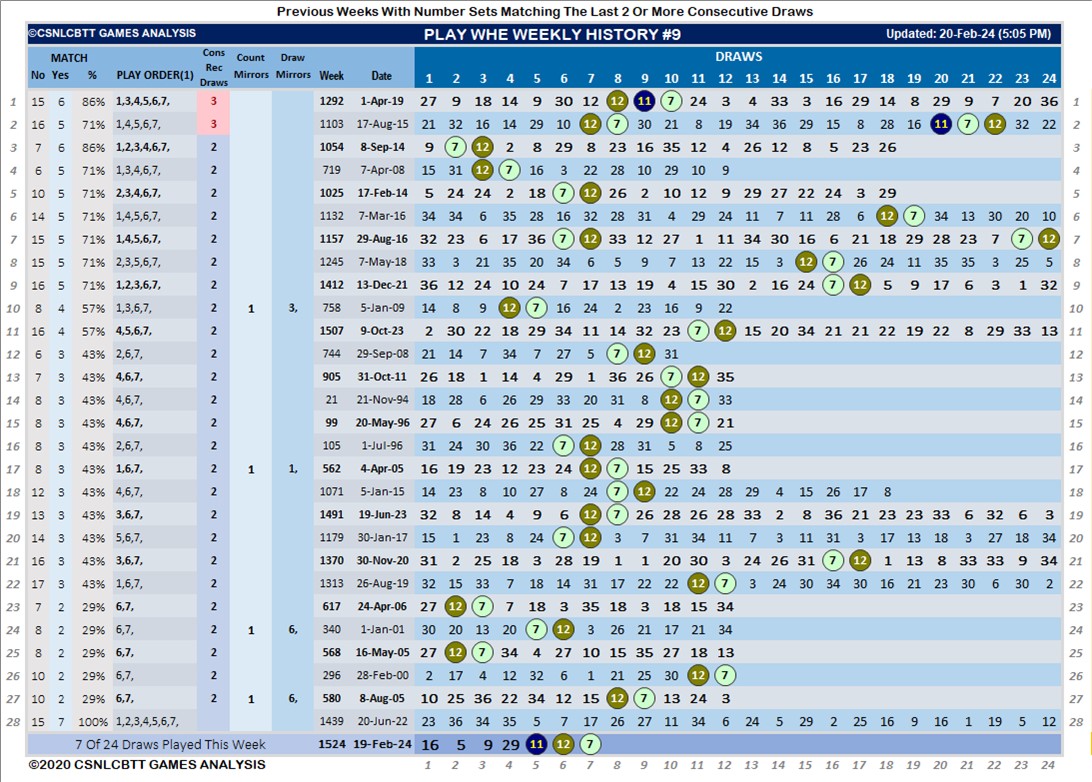 Previous Weeks With Number Sets Matching The Last 2 Or More Consecutive Draws
©CSNLCBTT GAMES ANALYSIS PLAY WHE WEEKLY HISTORY #9 Updated: 20-Feb-24 (5:05 PM)
MATCH Cons Rec Draws Count Mirrors Draw Mirrors DRAWS
No Yes % PLAY ORDER(1) Week Date 1 2 3 4 5 6 7 8 9 10 11 12 13 14 15 16 17 18 19 20 21 22 23 24
1 15 6 86% 1,3,4,5,6,7, 3 1292 1-Apr-19 27 9 18 14 9 30 12 12 11 7 24 3 4 33 3 16 29 14 8 29 9 7 20 36 1
2 16 5 71% 1,4,5,6,7, 3 1103 17-Aug-15 21 32 16 14 29 10 12 7 30 21 8 19 34 36 29 15 8 28 16 11 7 12 32 22 2
3 7 6 86% 1,2,3,4,6,7, 2 1054 8-Sep-14 9 7 12 2 8 29 8 23 16 35 12 4 26 12 8 5 23 26 3
4 6 5 71% 1,3,4,6,7, 2 719 7-Apr-08 15 31 12 7 16 3 22 28 10 29 10 9 4
5 10 5 71% 2,3,4,6,7, 2 1025 17-Feb-14 5 24 24 2 18 7 12 26 2 10 12 9 29 27 22 24 3 29 5
6 14 5 71% 1,4,5,6,7, 2 1132 7-Mar-16 34 34 6 35 28 16 32 28 31 4 29 24 11 7 11 28 6 12 7 34 13 30 20 10 6
7 15 5 71% 1,4,5,6,7, 2 1157 29-Aug-16 32 23 6 17 36 7 12 33 12 27 1 11 34 30 16 6 21 18 29 28 23 7 7 12 7
8 15 5 71% 2,3,5,6,7, 2 1245 7-May-18 33 3 21 35 20 34 6 5 9 7 13 22 15 3 12 7 26 24 11 35 35 3 25 5 8
9 16 5 71% 1,2,3,6,7, 2 1412 13-Dec-21 36 12 24 10 24 7 17 13 19 4 15 30 2 16 24 7 12 5 9 17 6 3 1 32 9
10 8 4 57% 1,3,6,7, 2 1 3, 758 5-Jan-09 14 8 9 12 7 16 24 2 23 16 9 22 10
11 16 4 57% 4,5,6,7, 2 1507 9-Oct-23 2 30 22 18 29 34 11 14 32 23 7 12 15 20 34 21 21 22 19 22 8 29 33 13 11
12 6 3 43% 2,6,7, 2 744 29-Sep-08 21 14 7 34 7 27 5 7 12 31 12
13 7 3 43% 4,6,7, 2 905 31-Oct-11 26 18 1 14 4 29 1 36 26 7 12 35 13
14 8 3 43% 4,6,7, 2 21 21-Nov-94 18 28 6 26 29 33 20 31 8 12 7 33 14
15 8 3 43% 4,6,7, 2 99 20-May-96 27 6 24 26 25 31 25 4 29 12 7 21 15
16 8 3 43% 2,6,7, 2 105 1-Jul-96 31 24 30 36 22 7 12 28 31 5 8 25 16
17 8 3 43% 1,6,7, 2 1 1, 562 4-Apr-05 16 19 23 12 23 24 12 7 15 25 33 8 17
18 12 3 43% 4,6,7, 2 1071 5-Jan-15 14 23 8 10 27 8 24 7 12 22 24 28 29 4 15 26 17 8 18
19 13 3 43% 3,6,7, 2 1491 19-Jun-23 32 8 14 4 9 6 12 7 26 28 26 28 33 2 8 36 21 23 23 33 6 32 6 3 19
20 14 3 43% 5,6,7, 2 1179 30-Jan-17 15 1 23 8 24 7 12 3 7 31 34 11 7 3 11 31 3 17 13 18 3 27 18 34 20
21 16 3 43% 3,6,7, 2 1370 30-Nov-20 31 2 25 18 3 28 19 1 1 20 30 3 24 26 31 7 12 1 13 8 33 33 9 34 21
22 17 3 43% 1,6,7, 2 1313 26-Aug-19 32 15 33 7 18 14 31 17 22 22 12 7 3 14 24 30 34 30 16 21 23 30 6 30 2 22
23 7 2 29% 6,7, 2 617 24-Apr-06 27 12 7 7 18 3 35 18 3 18 15 34 23
24 8 2 29% 6,7, 2 1 6, 340 1-Jan-01 30 20 13 20 7 12 3 26 21 17 21 34 24
25 8 2 29% 6,7, 2 568 16-May-05 27 12 7 34 4 27 10 15 35 27 18 13 25
26 10 2 29% 6,7, 2 296 28-Feb-00 2 17 4 12 32 6 1 21 25 30 12 7 26
27 10 2 29% 6,7, 2 1 6, 580 8-Aug-05 10 25 36 22 34 12 15 12 7 13 24 3 27
28 15 7 100% 1,2,3,4,5,6,7, 1439 20-Jun-22 23 36 9 16 35 5 7 17 26 27 11 34 6 24 5 29 2 25 16 9 16 1 19 5 12 28
7 Of 24 Draws Played This Week 1524 19-Feb-24 16 5 9 29 11 12 7
©2020 CSNLCBTT GAMES ANALYSIS 1 2 3 4 5 6 7 8 9 10 11 12 13 14 15 16 17 18 19 20 21 22 23 24